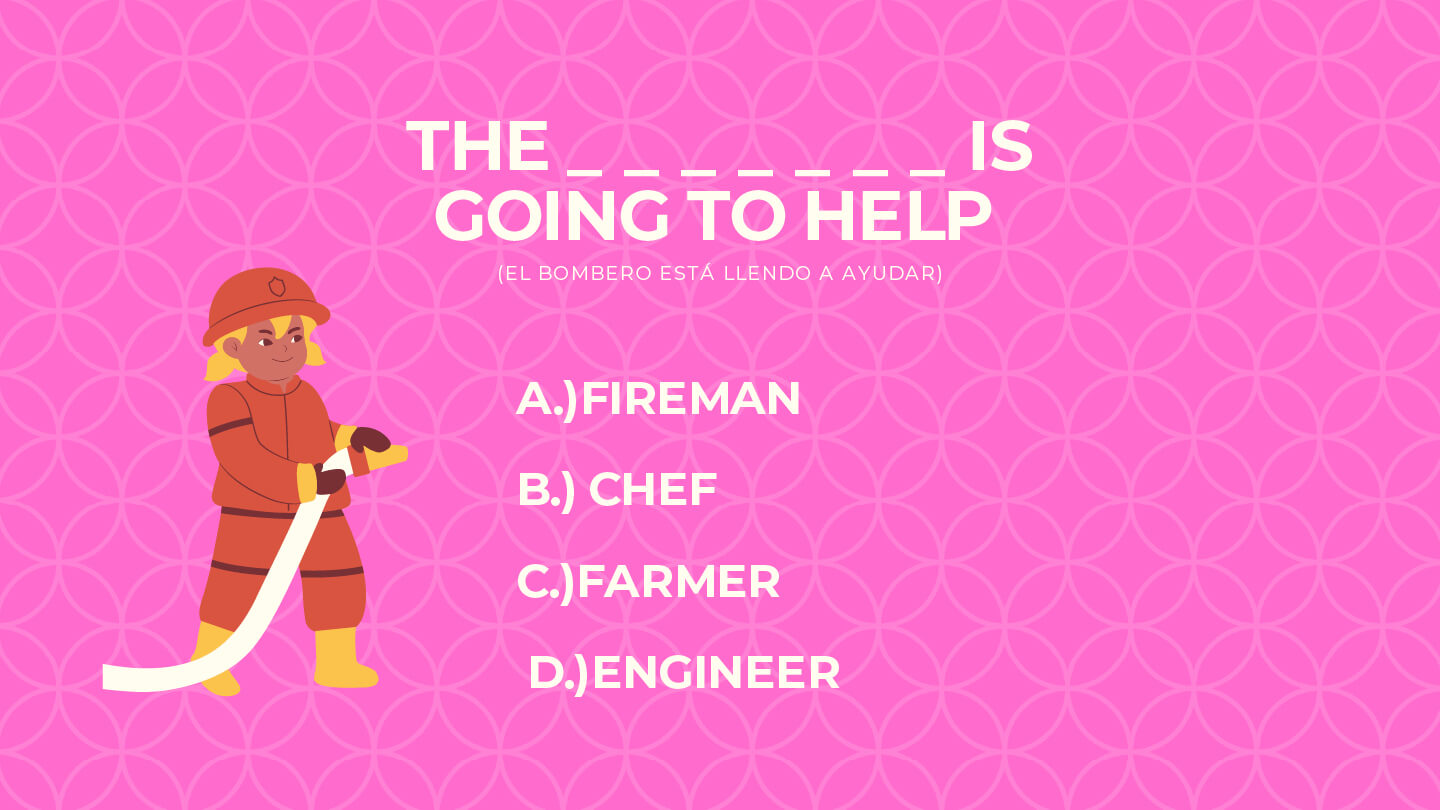 THE _ _ _ _ _ _ _ IS
GOING TO HELP
(EL BOMBERO ESTÁ LLENDO A AYUDAR)
A.)FIREMAN
B.) CHEF
C.)FARMER
D.)ENGINEER